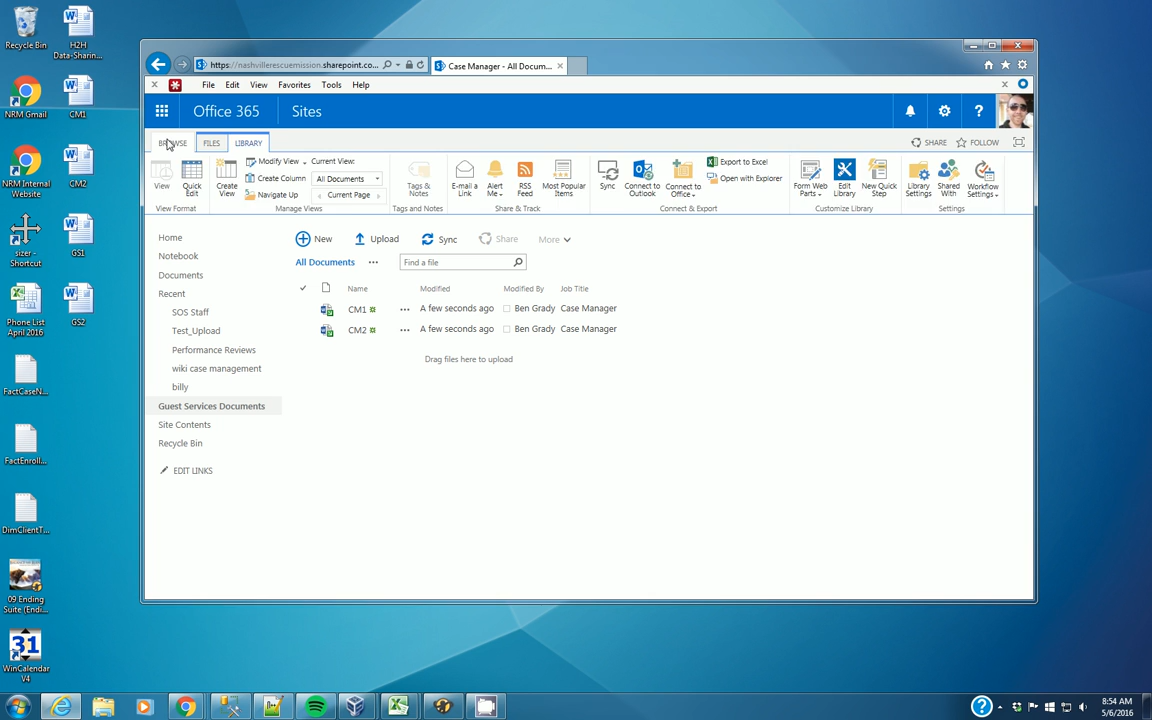 Recycle Bin
H2H
Data-Sharin...
NRM Gmail
CM1
NRM Internal
Website
CM2
sizer -
Shortcut
GS1
Phone List
April 2016
GS2
FactCaseN...
FactEnroll...
DimClientT...
09 Ending
Suite (Endi...
31
WinCalendar
V4
https://nashvillerescuemission.sharepoint.co...
Case Manager - All Docum...
File Edit View Favorites Tools Help
Office 365 Sites
BROWSE FILES LIBRARY
SHARE FOLLOW
View
Quick
Edit
View Format
Create
View
Modify View
Create Column
Navigate Up
Current View:
All Documents
Current Page
Manage Views
Tags &
Notes
Tags and Notes
E-mail a
Link
Alert
Me
RSS
Feed
Most Popular
Items
Share & Track
Sync
Connect to
Outlook
Connect to
Office
Export to Excel
Open with Explorer
Connect & Export
Form Web
Parts
Edit
Library
New Quick
Step
Customize Library
Library
Settings
Shared
With
Workflow
Settings
Settings
Home
Notebook
Documents
Recent
SOS Staff
Test_Upload
Performance Reviews
wiki case management
billy
Guest Services Documents
Site Contents
Recycle Bin
EDIT LINKS
New Upload Sync Share More
All Documents ... Find a file
Name Modified Modified By Job Title
CM1 ... A few seconds ago Ben Grady Case Manager
CM2 ... A few seconds ago Ben Grady Case Manager
Drag files here to upload
8:54 AM
5/6/2016